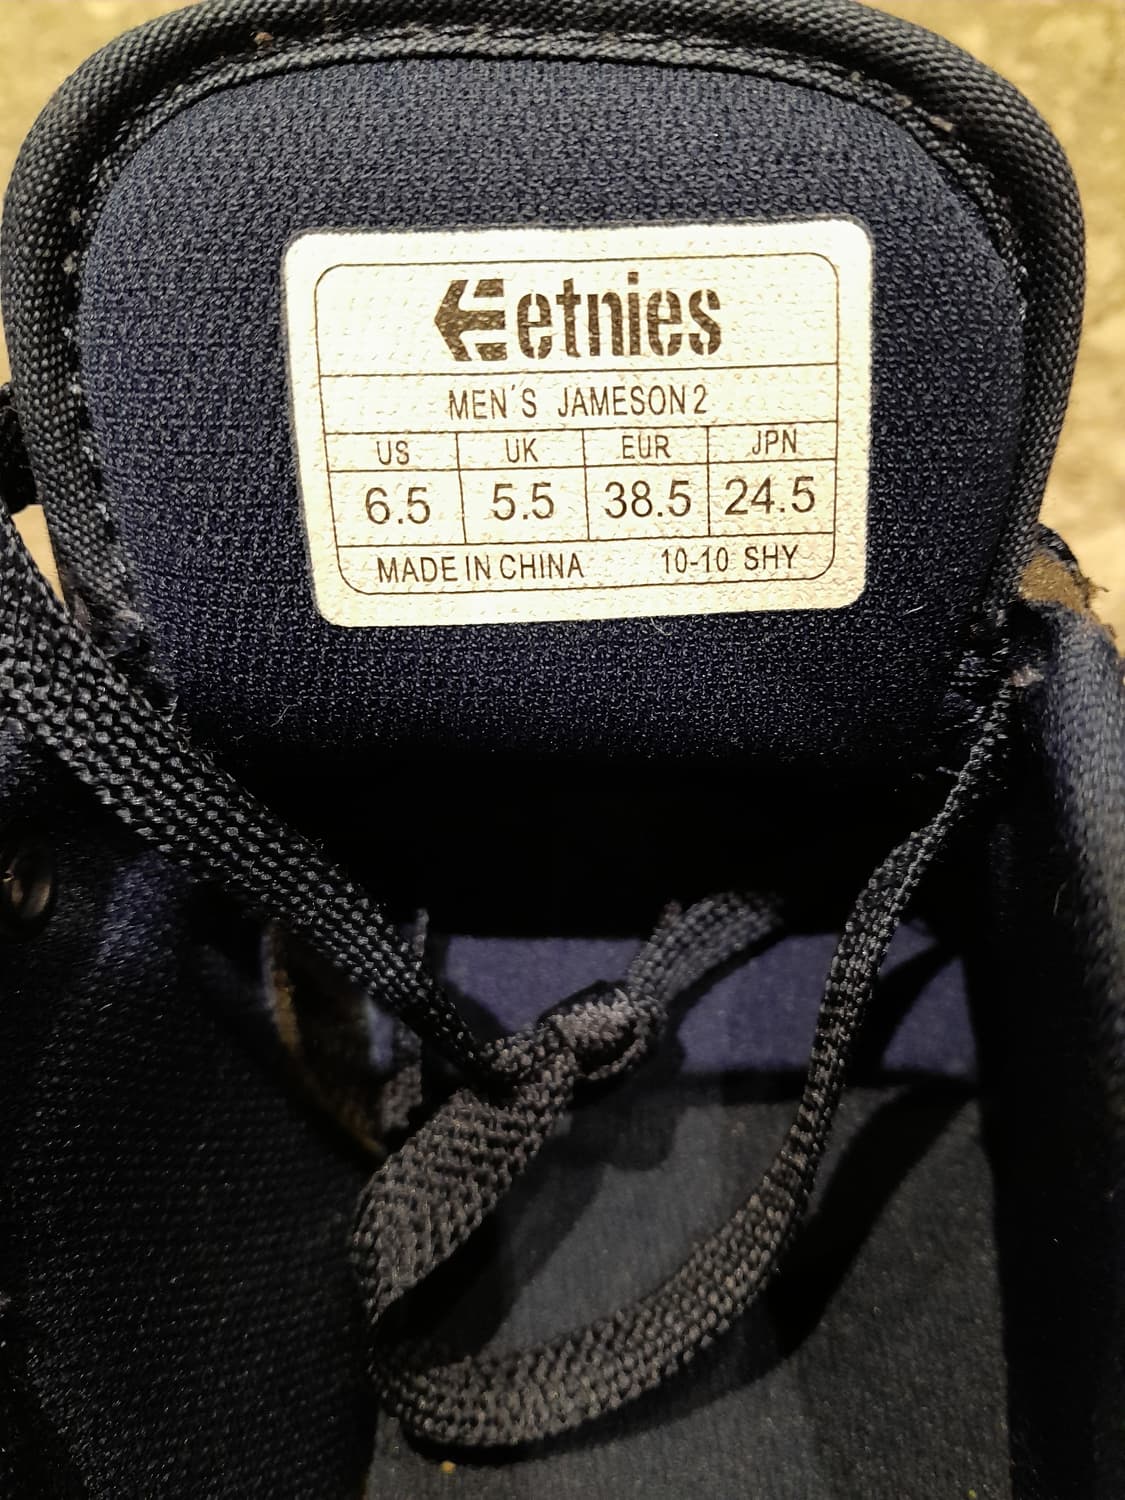 etnies
MEN´S JAMESON 2
US UK EUR JPN
6.5 5.5 38.5 24.5
MADE IN CHINA 10-10 SHY